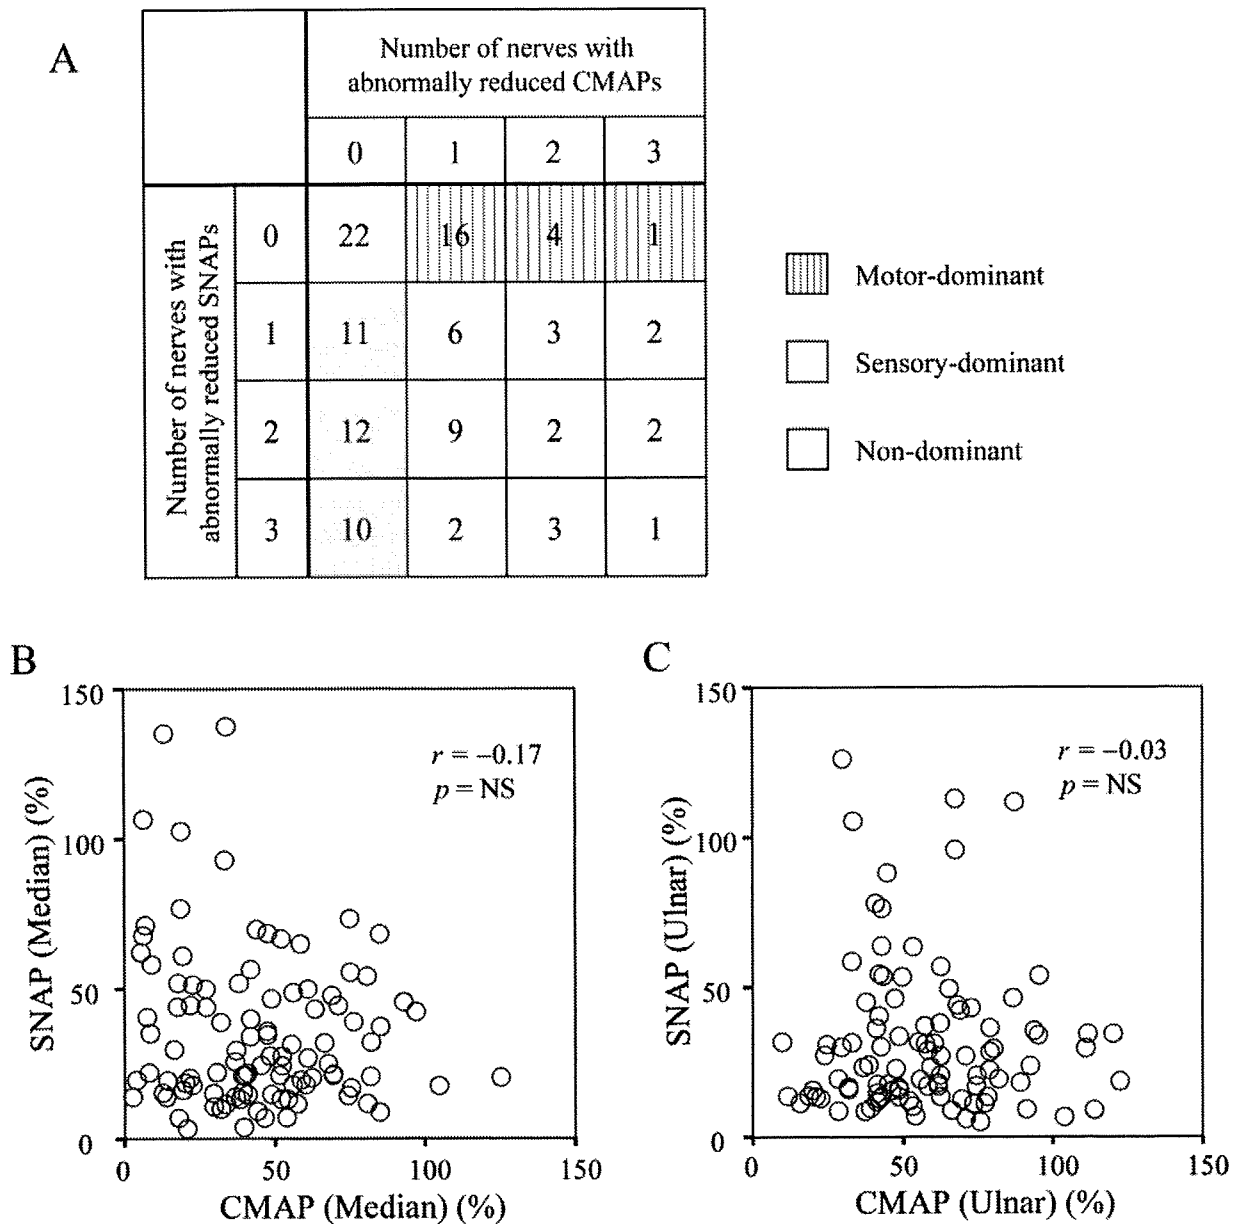 A
Number of nerves with
abnormally reduced CMAPs
0 1 2 3
Number of nerves with
abnormally reduced SNAPs
0 22 16 4 1
1 11 6 3 2
2 12 9 2 2
3 10 2 3 1
Motor-dominant
Sensory-dominant
Non-dominant
B
SNAP (Median) (%)
150
100
50
0
r = −0.17
p = NS
0 50 100 150
CMAP (Median) (%)
C
SNAP (Ulnar) (%)
150
100
50
0
r = −0.03
p = NS
0 50 100 150
CMAP (Ulnar) (%)